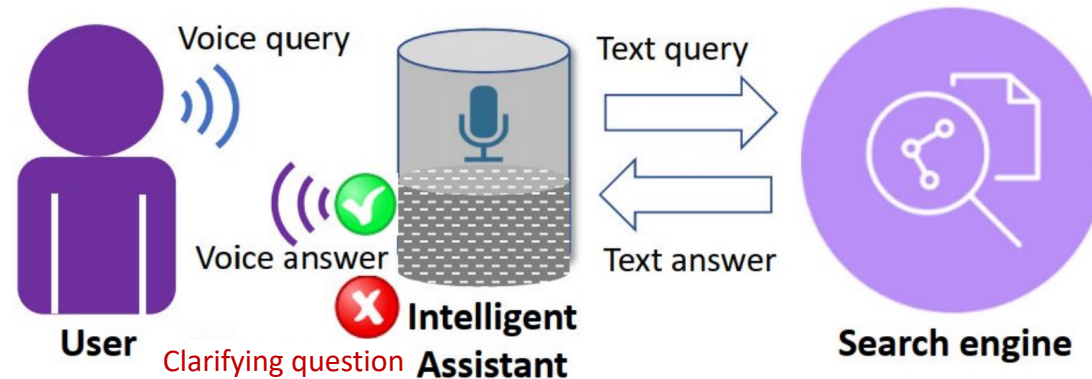 Voice query
Text query
Voice answer
Text answer
User
Clarifying question
Intelligent
Assistant
Search engine